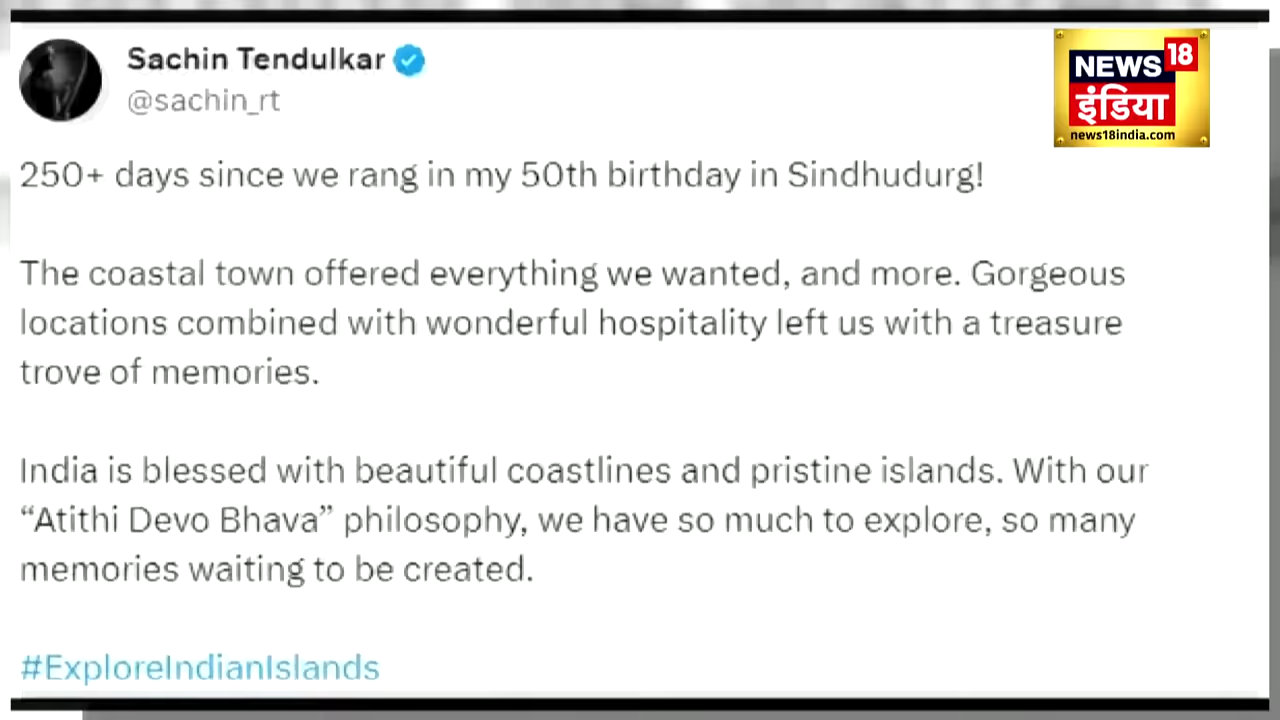 Sachin Tendulkar
@sachin_rt
NEWS 18
इंडिया
news18india.com
250+ days since we rang in my 50th birthday in Sindhudurg!
The coastal town offered everything we wanted, and more. Gorgeous
locations combined with wonderful hospitality left us with a treasure
trove of memories.
India is blessed with beautiful coastlines and pristine islands. With our
“Atithi Devo Bhava” philosophy, we have so much to explore, so many
memories waiting to be created.
#ExploreIndianIslands